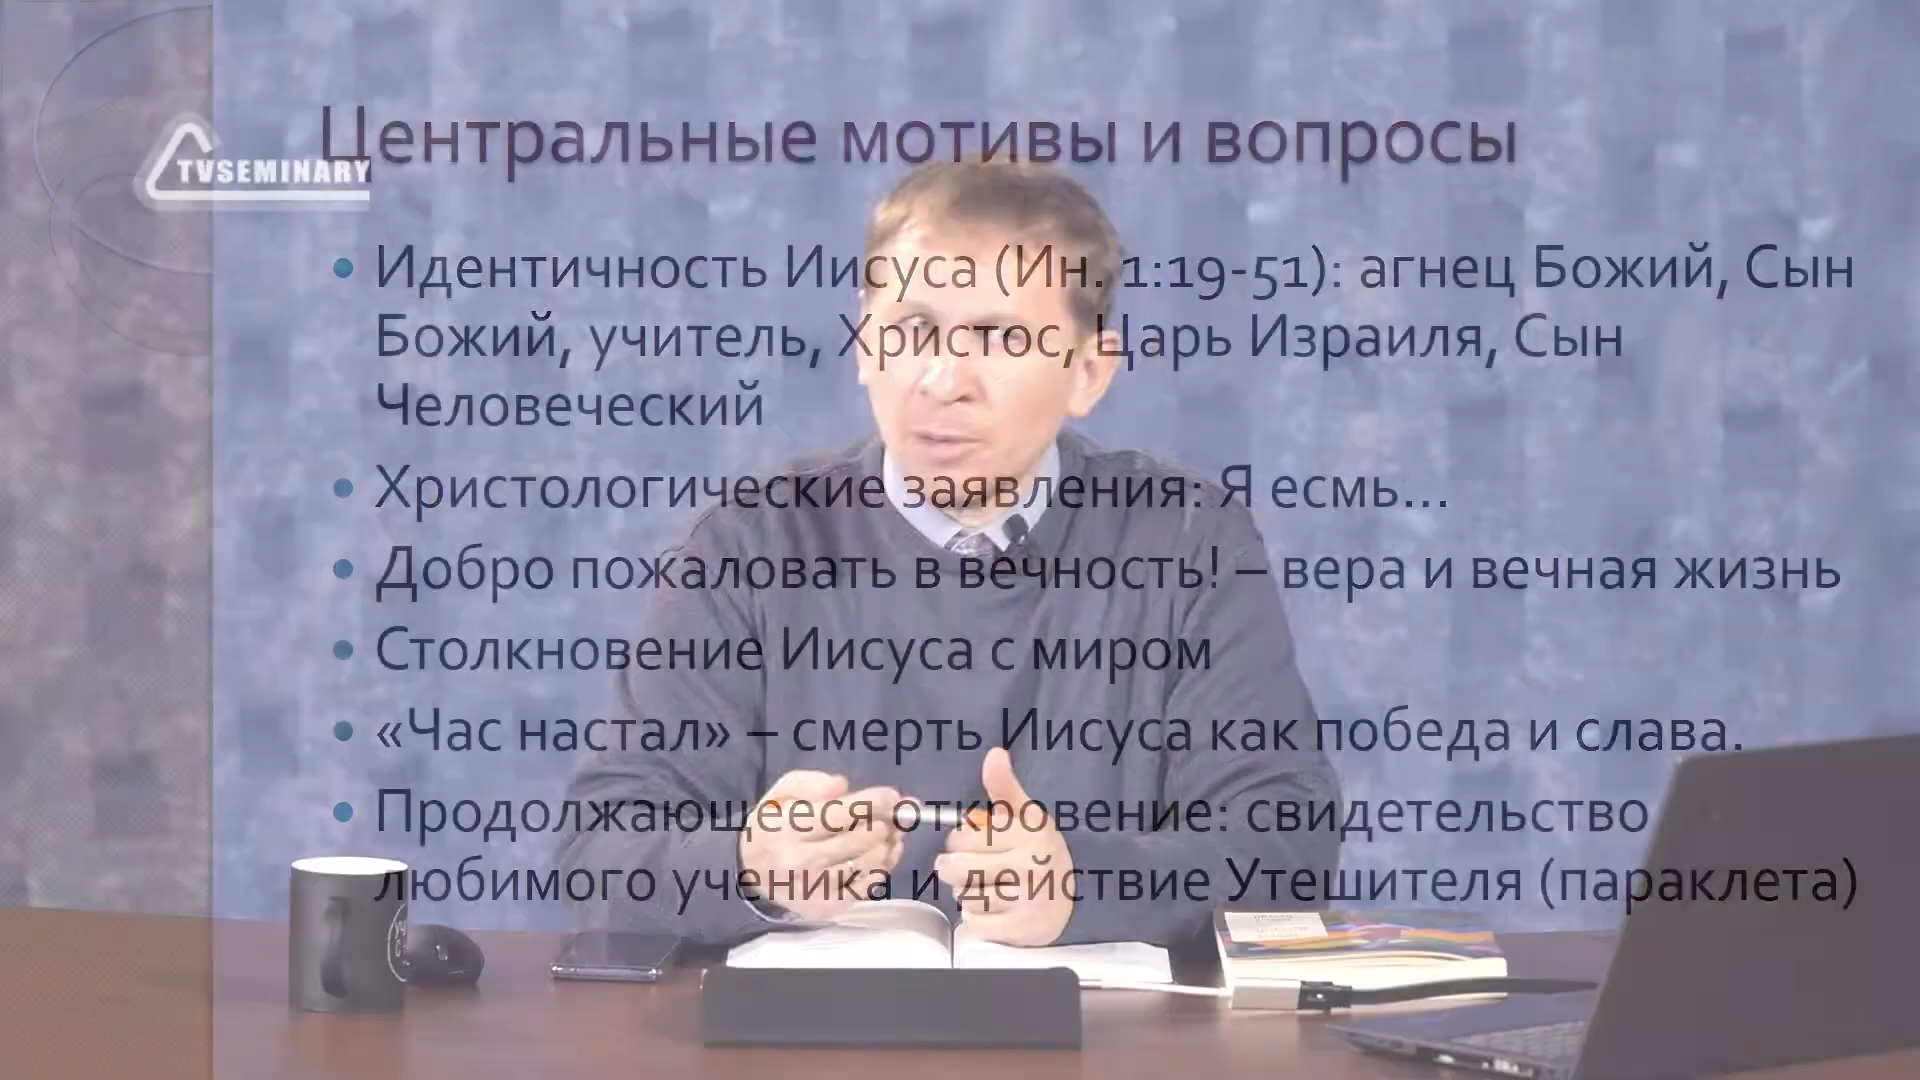 Центральные мотивы и вопросы
TVSEMINARY
Идентичность Иисуса (Ин. 1:19-51): агнец Божий, Сын
Божий, учитель, Христос, Царь Израиля, Сын
Человеческий
Христологические заявления: Я есмь...
Добро пожаловать в вечность! – вера и вечная жизнь
Столкновение Иисуса с миром
«Час настал» – смерть Иисуса как победа и слава.
Продолжающееся откровение: свидетельство
любимого ученика и действие Утешителя (параклета)